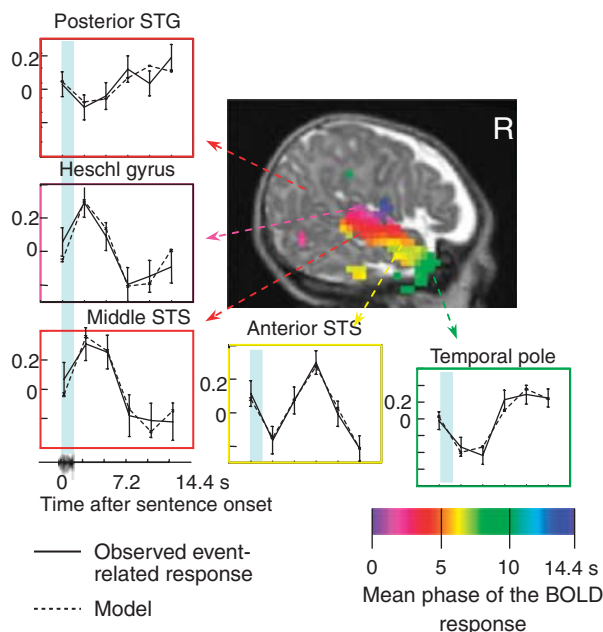 Posterior STG
0.2
0
R
Heschl gyrus
0.2
0
Middle STS
0.2
0
Anterior STS
0.2
0
Temporal pole
0.2
0
0 7.2 14.4 s
Time after sentence onset
Observed event-
related response
Model
0 5 10 14.4 s
Mean phase of the BOLD
response